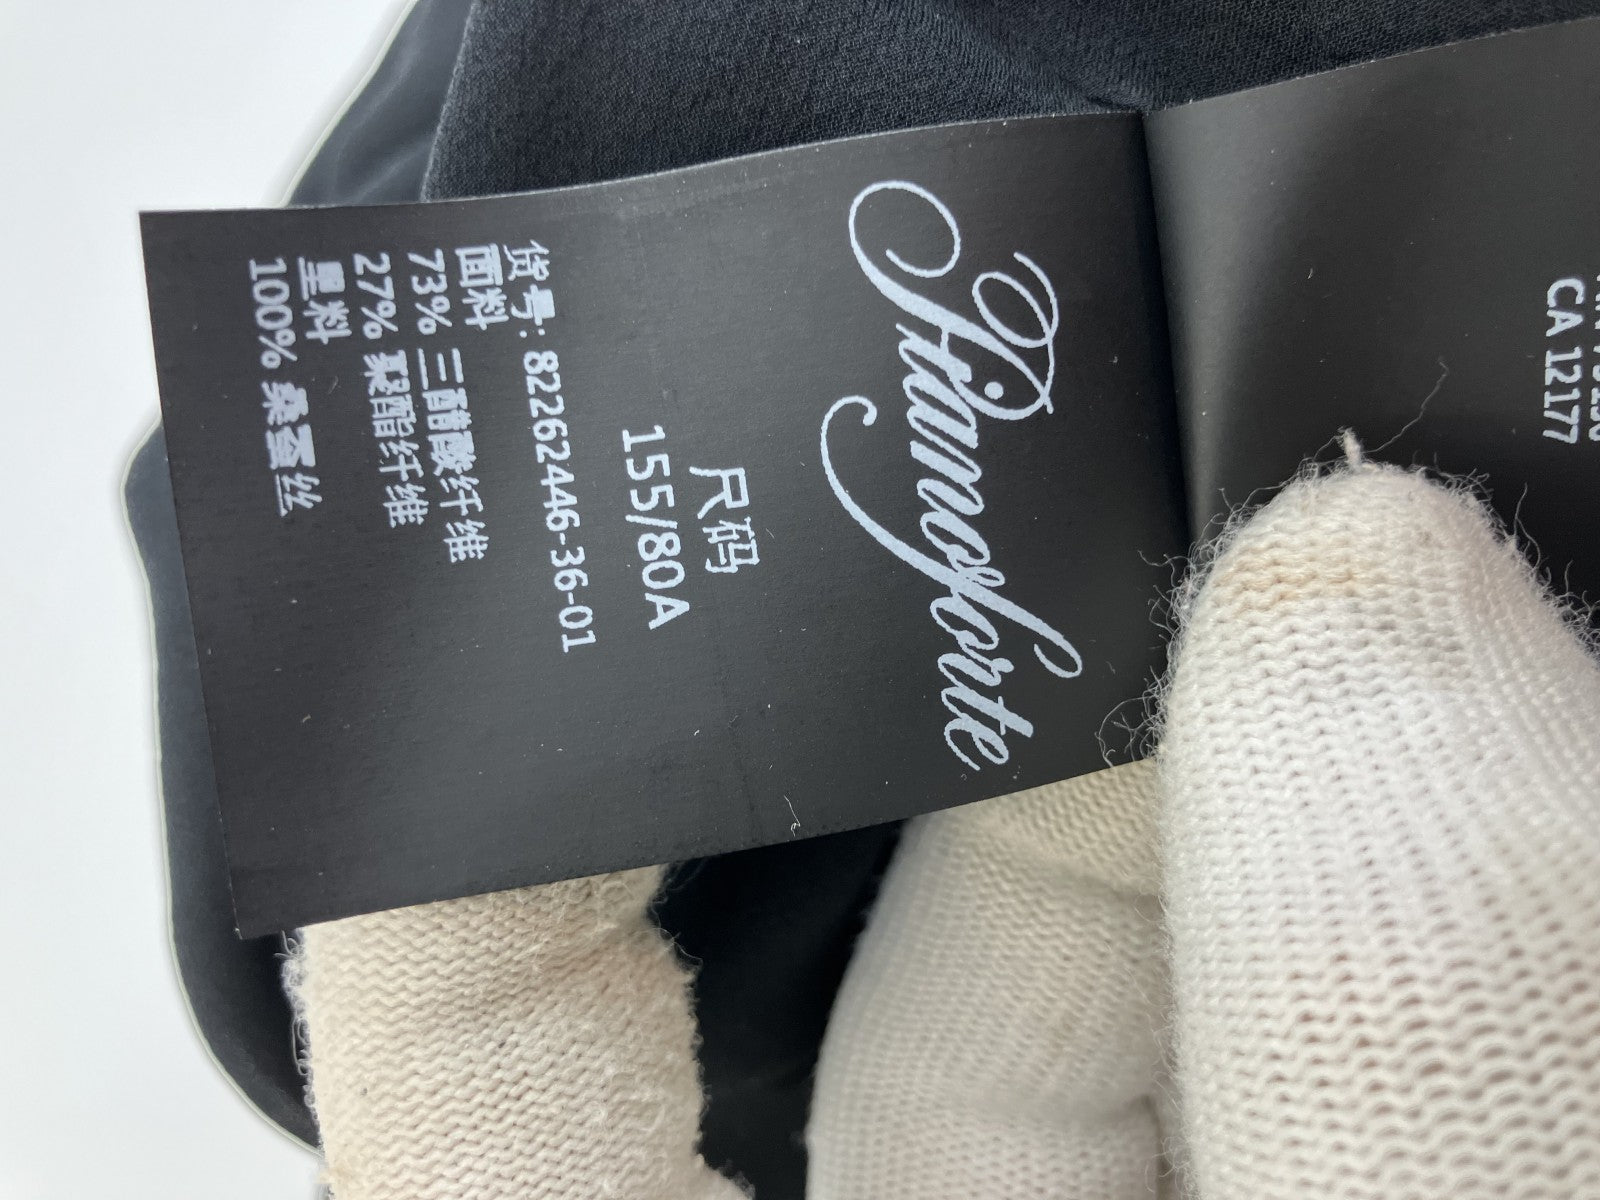 Hiamoforte
尺码
155/80A
货号: 82262446-36-01
面料
73% 三醋酸纤维
27% 聚酯纤维
里料
100% 桑蚕丝
CA 12177